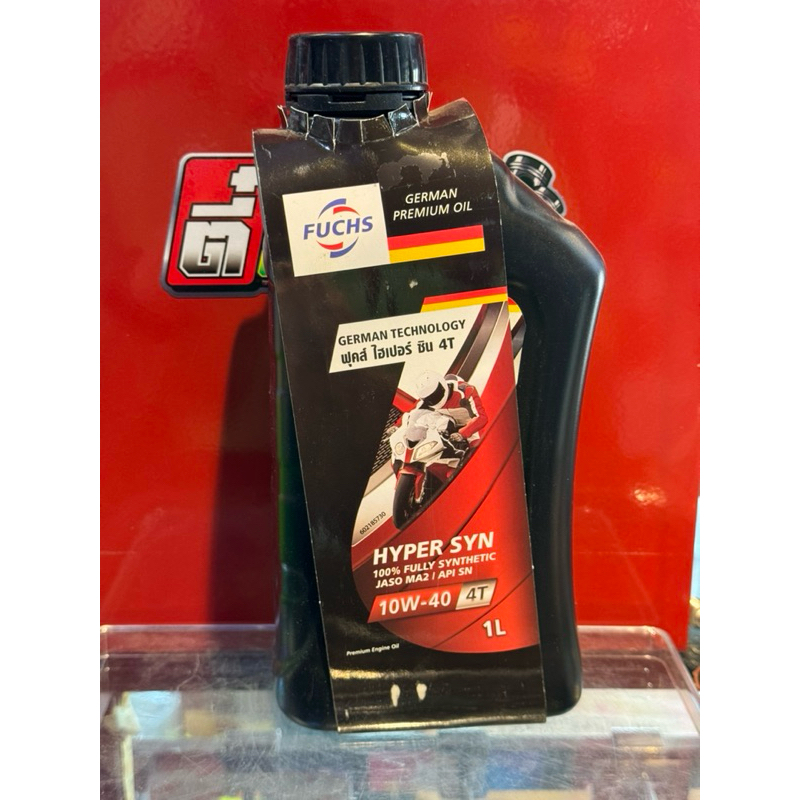 FUCHS
GERMAN
PREMIUM OIL
GERMAN TECHNOLOGY
ฟุคส์ ไฮเปอร์ ซิน 4T
602185730
HYPER SYN
100% FULLY SYNTHETIC
JASO MA2 / API SN
10W-40 4T
1L
Premium Engine Oil